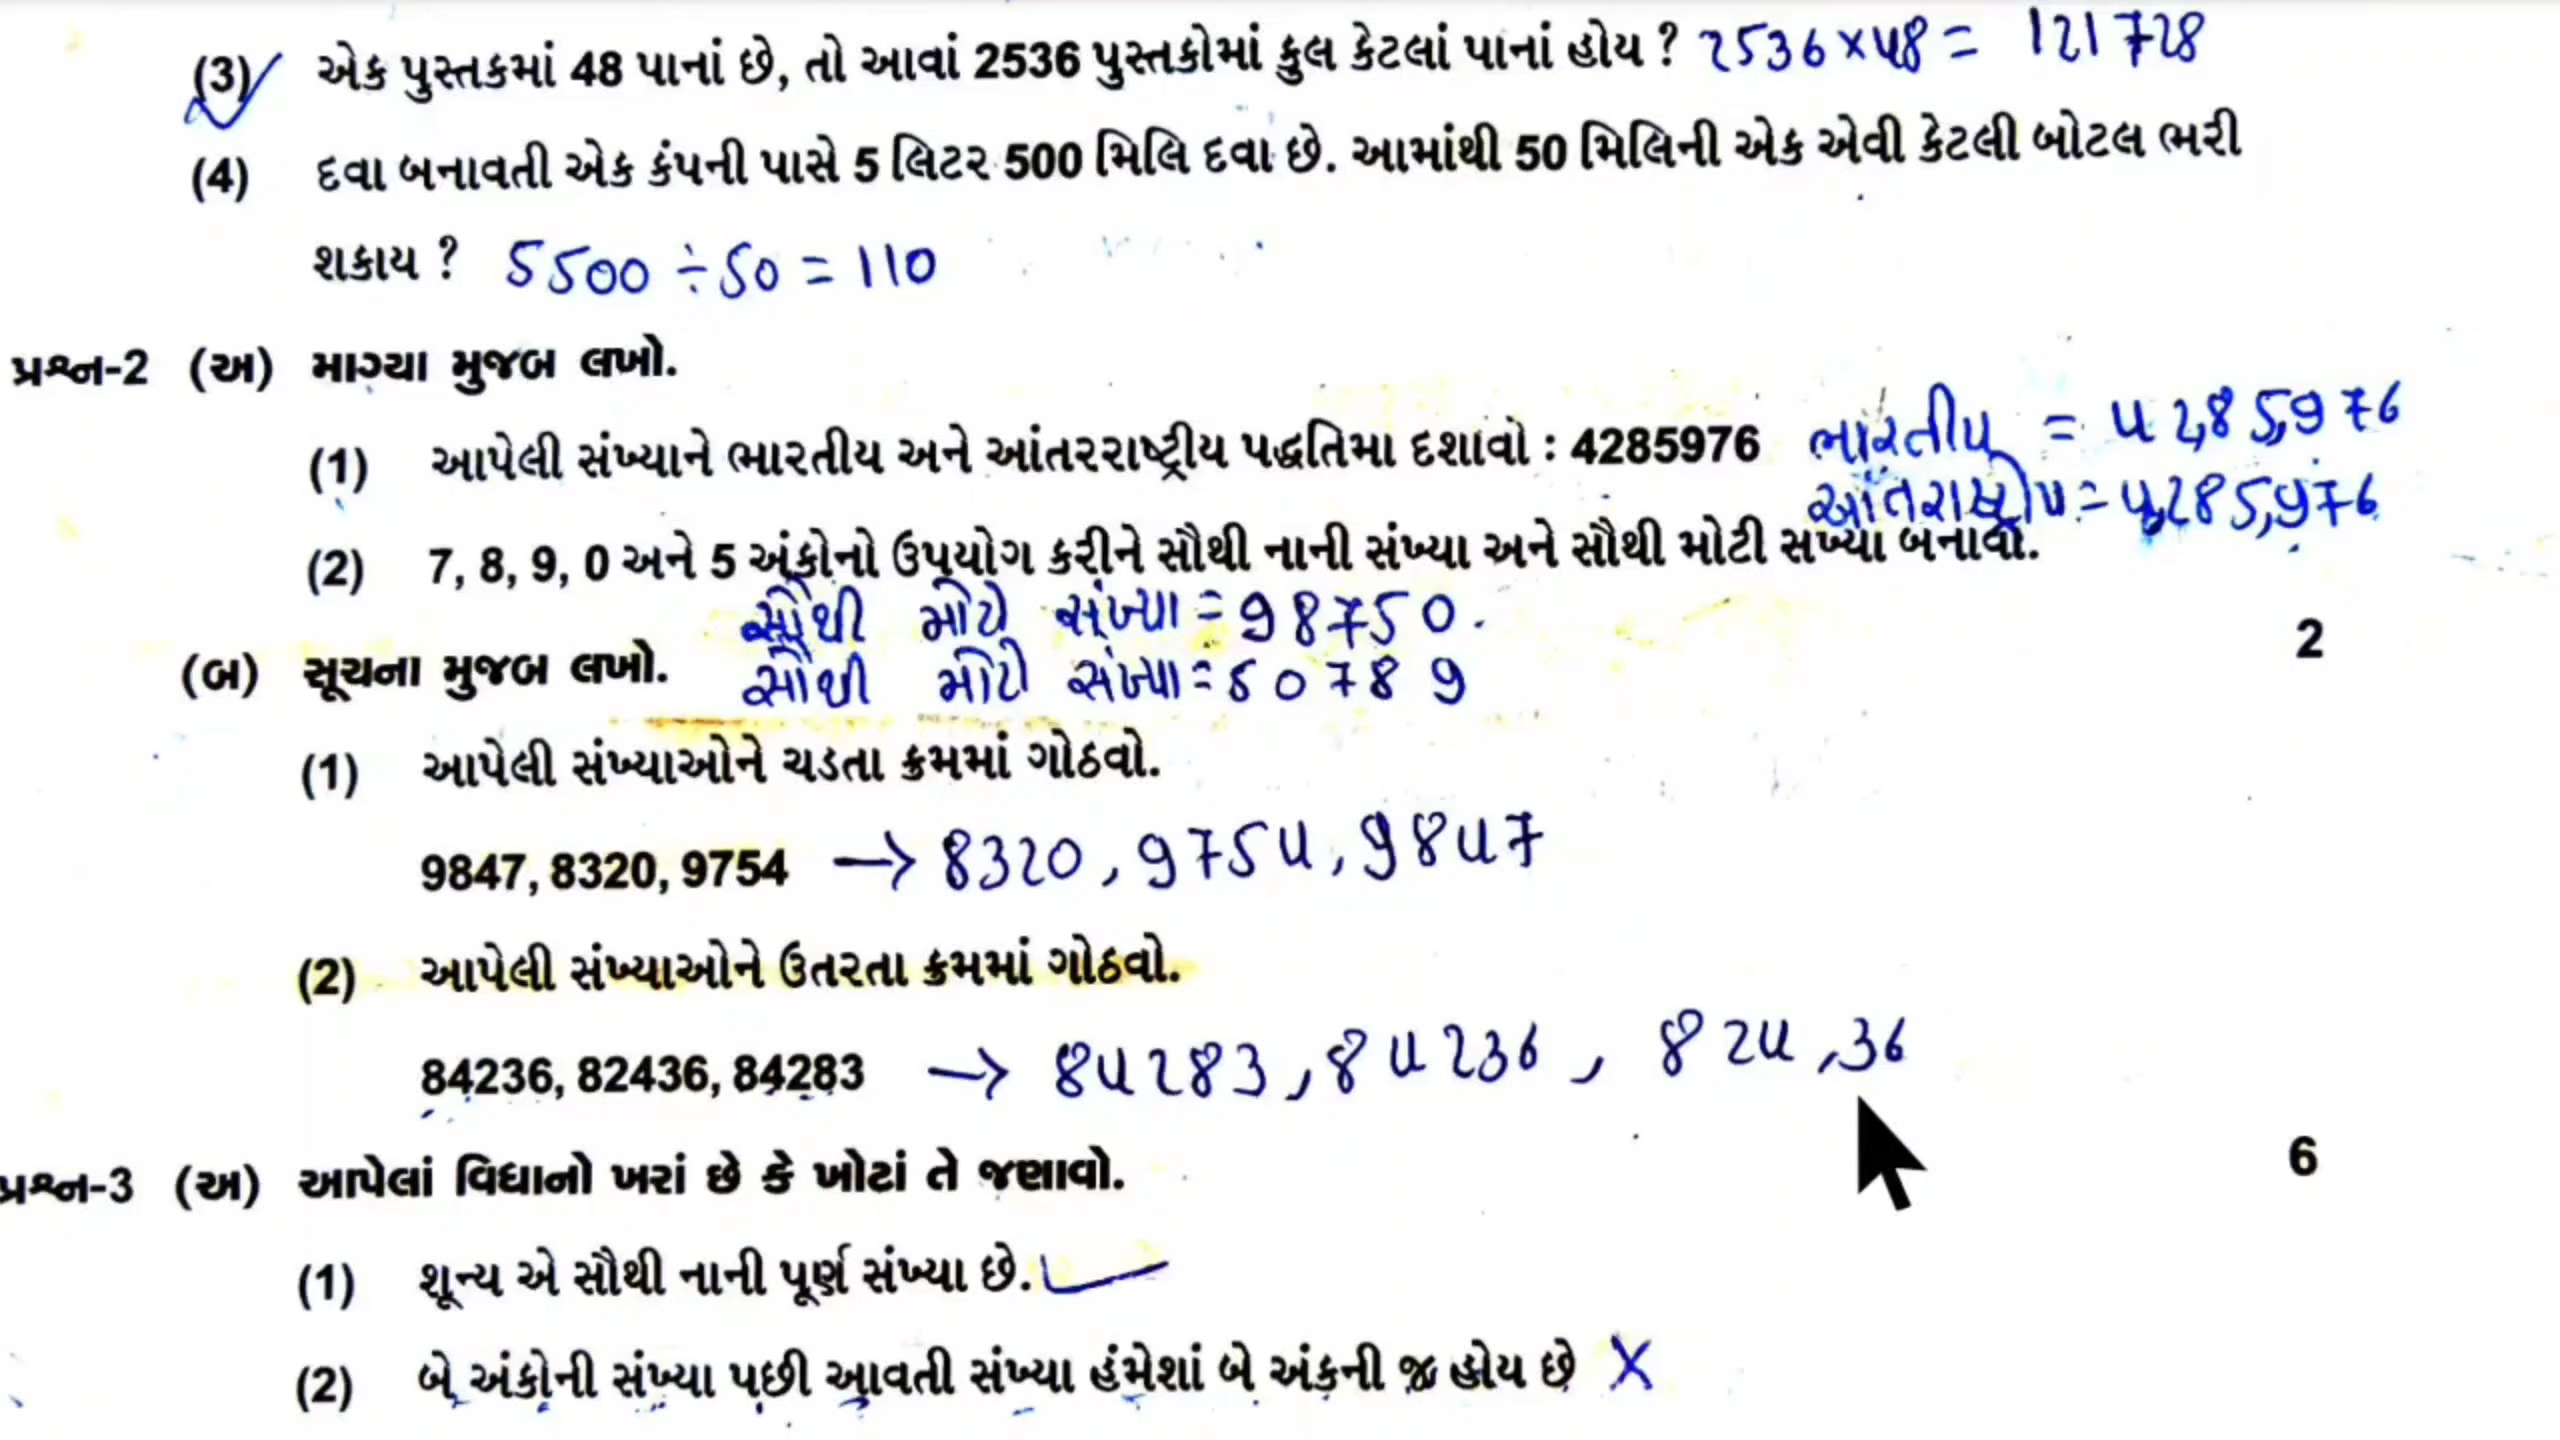 (3) એક પુસ્તકમાં 48 પાનાં છે, તો આવાં 2536 પુસ્તકોમાં કુલ કેટલાં પાનાં હોય ? 2536 × 48 = 121728
(4) દવા બનાવતી એક કંપની પાસે 5 લિટર 500 મિલિ દવા છે. આમાંથી 50 મિલિની એક એવી કેટલી બોટલ ભરી
શકાય ? 5500 ÷ 50 = 110
પ્રશ્ન-2 (અ) માગ્યા મુજબ લખો.
(1) આપેલી સંખ્યાને ભારતીય અને આંતરરાષ્ટ્રીય પદ્ધતિમા દશાવો : 4285976 ભારતીય = 42,85,976
આંતરાષ્ટ્રીય = 4,285,976
(2) 7, 8, 9, 0 અને 5 અંકોનો ઉપયોગ કરીને સૌથી નાની સંખ્યા અને સૌથી મોટી સખ્યા બનાવો.
સૌથી મોટી સંખ્યા = 98750. 2
(બ) સૂચના મુજબ લખો. સૌથી મોટી સંખ્યા = 50789
(1) આપેલી સંખ્યાઓને ચડતા ક્રમમાં ગોઠવો.
9847, 8320, 9754 → 8320, 9754, 9847
(2) આપેલી સંખ્યાઓને ઉતરતા ક્રમમાં ગોઠવો.
84236, 82436, 84283 → 84283, 84236, 824,36
પ્રશ્ન-3 (અ) આપેલાં વિધાનો ખરાં છે કે ખોટાં તે જણાવો. 6
(1) શૂન્ય એ સૌથી નાની પૂર્ણ સંખ્યા છે. ✓
(2) બે અંકોની સંખ્યા પછી આવતી સંખ્યા હંમેશાં બે અંકની જ હોય છે ×